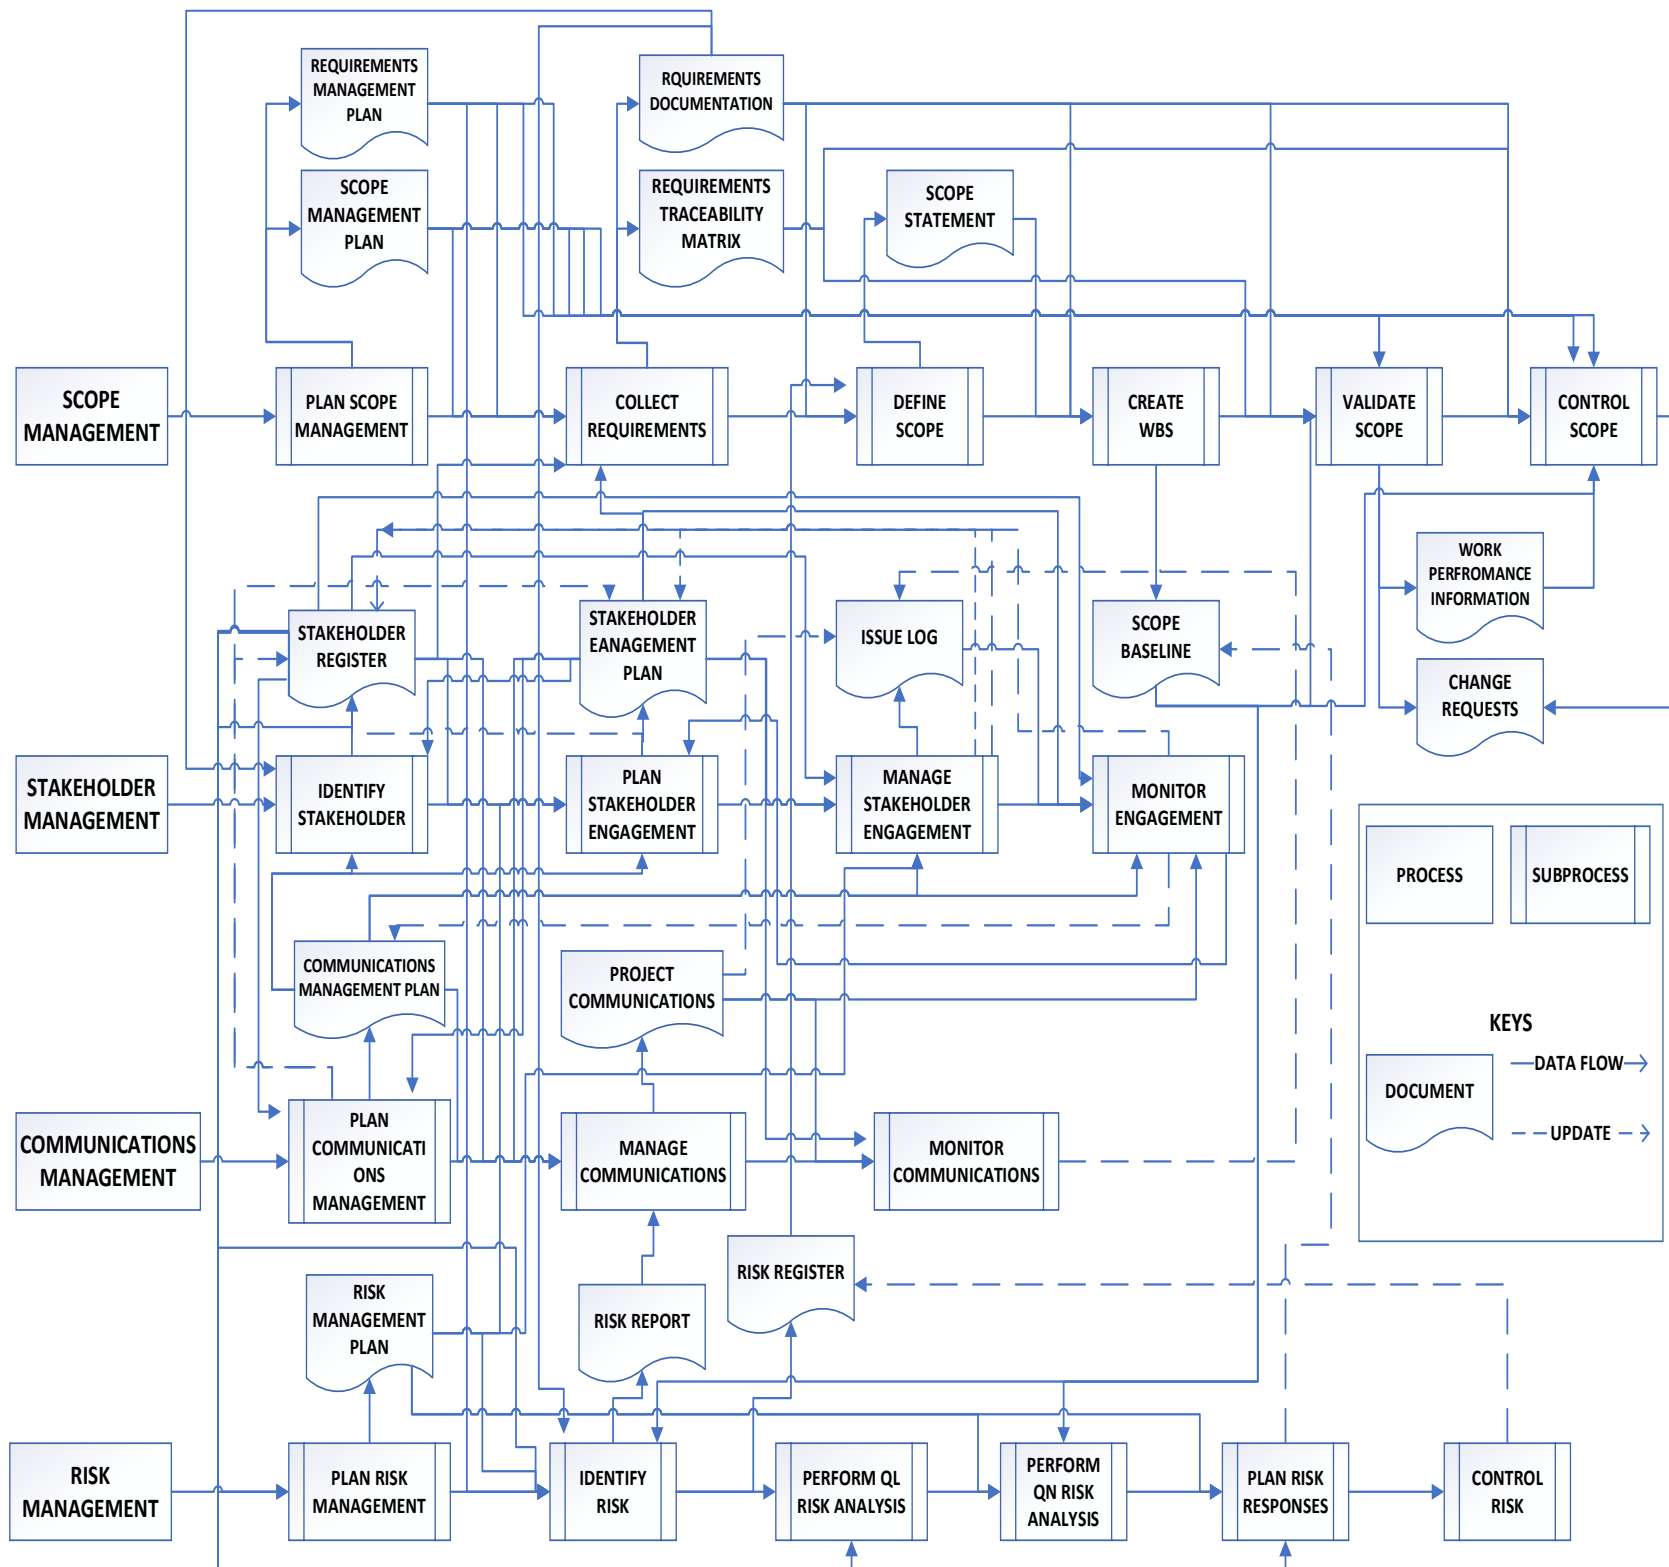 REQUIREMENTS
MANAGEMENT
PLAN
RQUIREMENTS
DOCUMENTATION
SCOPE
MANAGEMENT
PLAN
REQUIREMENTS
TRACEABILITY
MATRIX
SCOPE
STATEMENT
SCOPE
MANAGEMENT
PLAN SCOPE
MANAGEMENT
COLLECT
REQUIREMENTS
DEFINE
SCOPE
CREATE
WBS
VALIDATE
SCOPE
CONTROL
SCOPE
STAKEHOLDER
REGISTER
STAKEHOLDER
EANAGEMENT
PLAN
ISSUE LOG
SCOPE
BASELINE
WORK
PERFROMANCE
INFORMATION
CHANGE
REQUESTS
STAKEHOLDER
MANAGEMENT
IDENTIFY
STAKEHOLDER
PLAN
STAKEHOLDER
ENGAGEMENT
MANAGE
STAKEHOLDER
ENGAGEMENT
MONITOR
ENGAGEMENT
PROCESS
SUBPROCESS
COMMUNICATIONS
MANAGEMENT PLAN
PROJECT
COMMUNICATIONS
KEYS
DOCUMENT
DATA FLOW
UPDATE
COMMUNICATIONS
MANAGEMENT
PLAN
COMMUNICATI
ONS
MANAGEMENT
MANAGE
COMMUNICATIONS
MONITOR
COMMUNICATIONS
RISK
MANAGEMENT
PLAN
RISK REPORT
RISK REGISTER
RISK
MANAGEMENT
PLAN RISK
MANAGEMENT
IDENTIFY
RISK
PERFORM QL
RISK ANALYSIS
PERFORM
QN RISK
ANALYSIS
PLAN RISK
RESPONSES
CONTROL
RISK